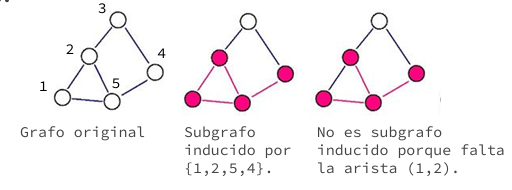 3
2
4
1
5
Grafo original
Subgrafo
inducido por
{1,2,5,4}.
No es subgrafo
inducido porque falta
la arista (1,2).